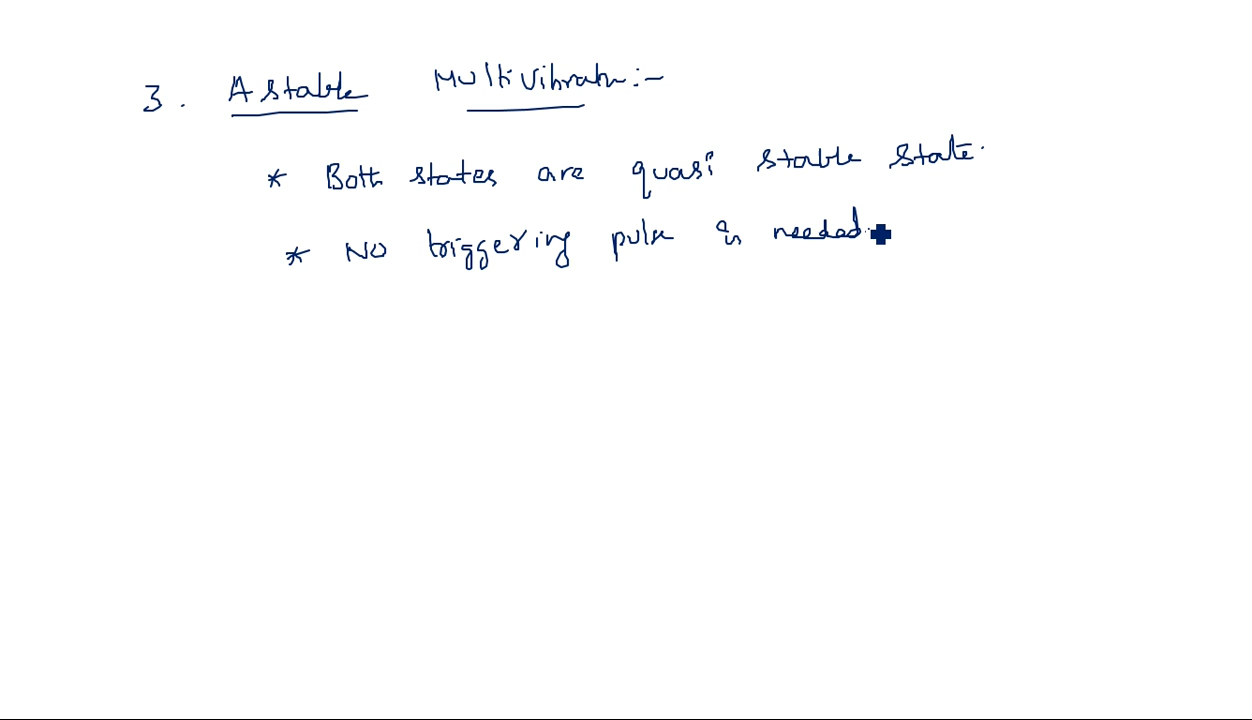 3. Astable Multivibrator:-
* Both states are quasi stable state.
* No triggering pulse is needed.